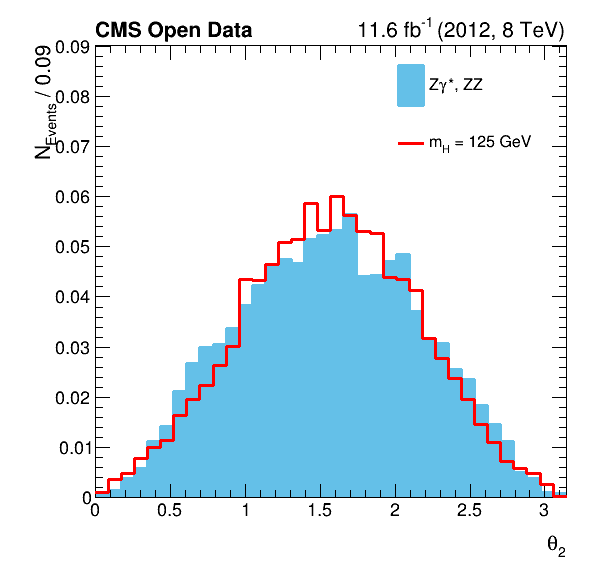 CMS Open Data 11.6 fb⁻¹ (2012, 8 TeV)
N_Events / 0.09
0.09
0.08
0.07
0.06
0.05
0.04
0.03
0.02
0.01
0
Zγ*, ZZ
m_H = 125 GeV
0 0.5 1 1.5 2 2.5 3
θ₂